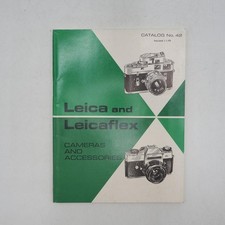 CATALOG No. 46
Leica and
Leicaflex
CAMERAS
AND
ACCESSORIES